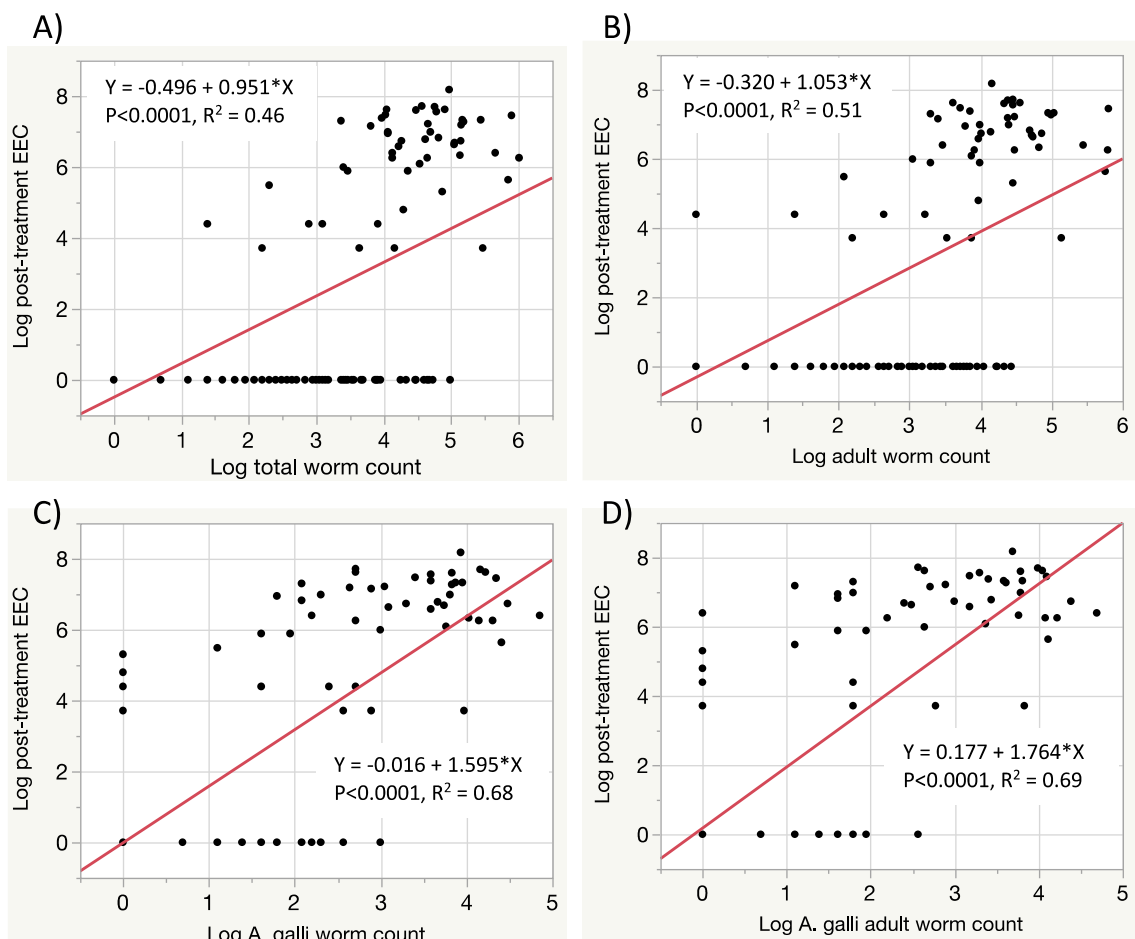 A)
Y = -0.496 + 0.951*X
P<0.0001, R² = 0.46
Log post-treatment EEC
8
6
4
2
0
0 1 2 3 4 5 6
Log total worm count
B)
Y = -0.320 + 1.053*X
P<0.0001, R² = 0.51
Log post-treatment EEC
8
6
4
2
0
0 1 2 3 4 5 6
Log adult worm count
C)
Log post-treatment EEC
8
6
4
2
0
Y = -0.016 + 1.595*X
P<0.0001, R² = 0.68
0 1 2 3 4 5
Log A. galli worm count
D)
Log post-treatment EEC
8
6
4
2
0
Y = 0.177 + 1.764*X
P<0.0001, R² = 0.69
0 1 2 3 4 5
Log A. galli adult worm count